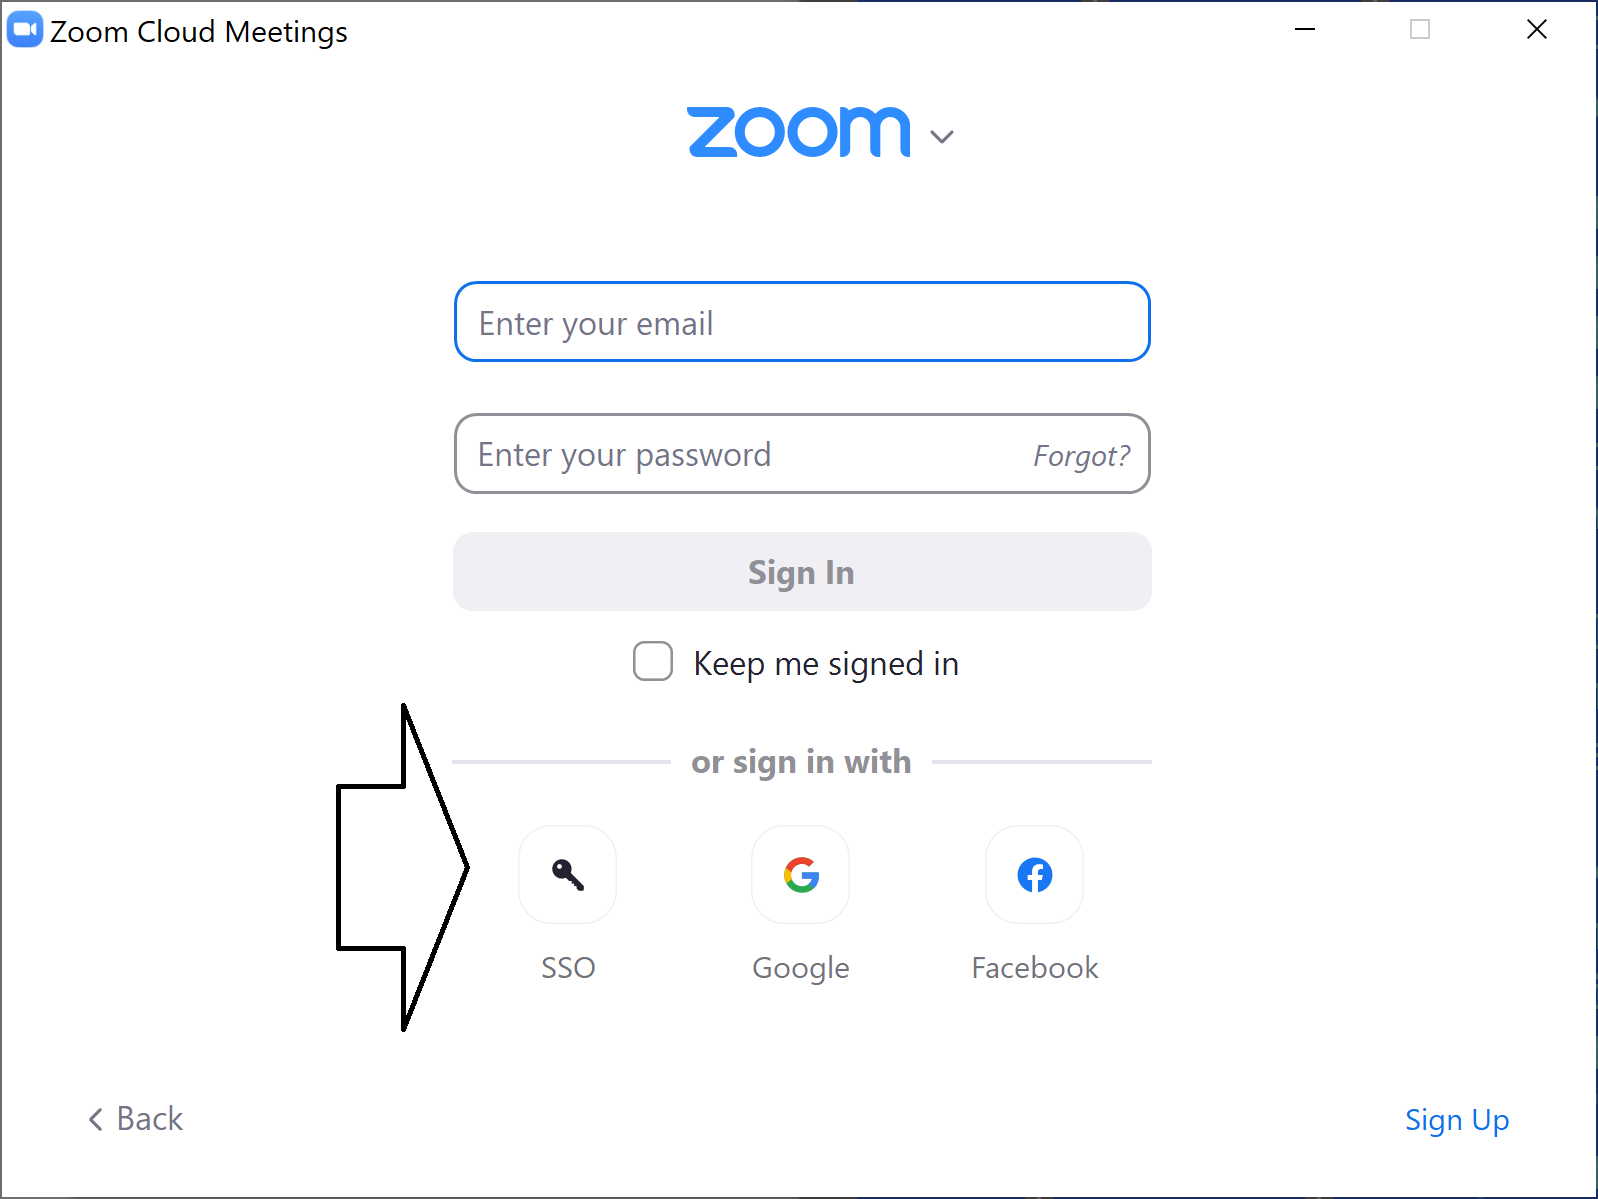 Zoom Cloud Meetings
zoom
Enter your email
Enter your password Forgot?
Sign In
Keep me signed in
or sign in with
SSO Google Facebook
Back Sign Up